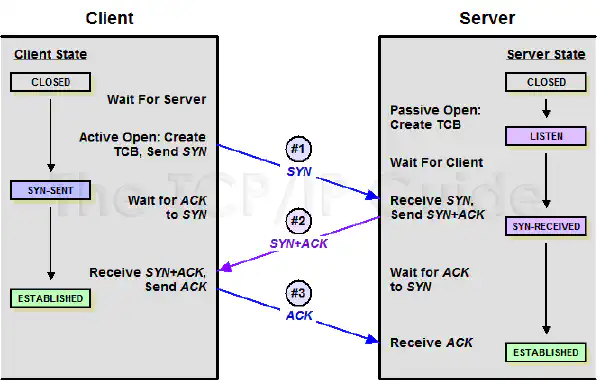 Client
Server
Client State
Server State
CLOSED
CLOSED
Wait For Server
Passive Open:
Create TCB
Active Open: Create
TCB, Send SYN
LISTEN
#1
SYN
Wait For Client
SYN-SENT
Wait for ACK
to SYN
The TCP/IP Guide
Receive SYN,
Send SYN+ACK
#2
SYN+ACK
SYN-RECEIVED
Receive SYN+ACK,
Send ACK
Wait for ACK
to SYN
ESTABLISHED
#3
ACK
Receive ACK
ESTABLISHED